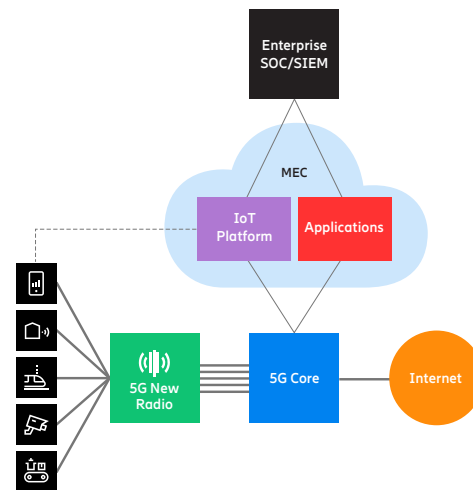 Enterprise
SOC/SIEM
MEC
IoT
Platform
Applications
5G New
Radio
5G Core
Internet